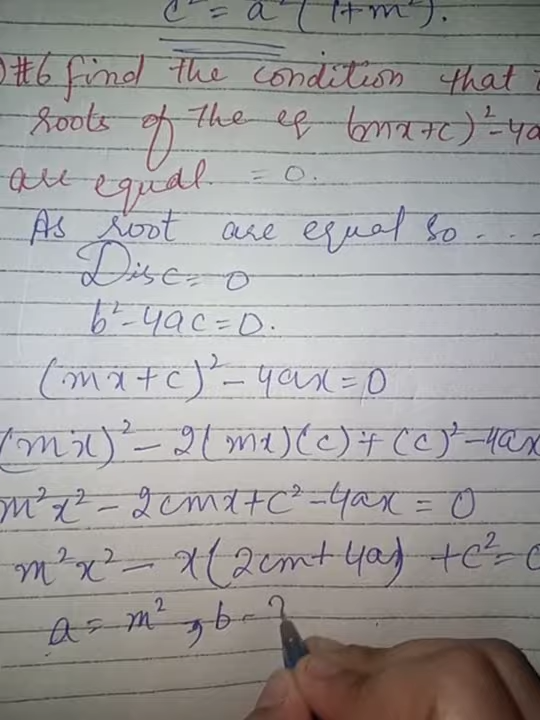 c² = a²(1+m²).
)#6 find the condition that
roots of the eq (mx+c)²-4a
are equal = 0.
As root are equal so ...
Disc = 0
b²-4ac=0.
(mx+c)²-4ax=0
(mx)²-2(mx)(c)+(c)²-4ax
m²x²-2cmx+c²-4ax=0
m²x²-x(2cm+4a)+c²=0
a=m², b=